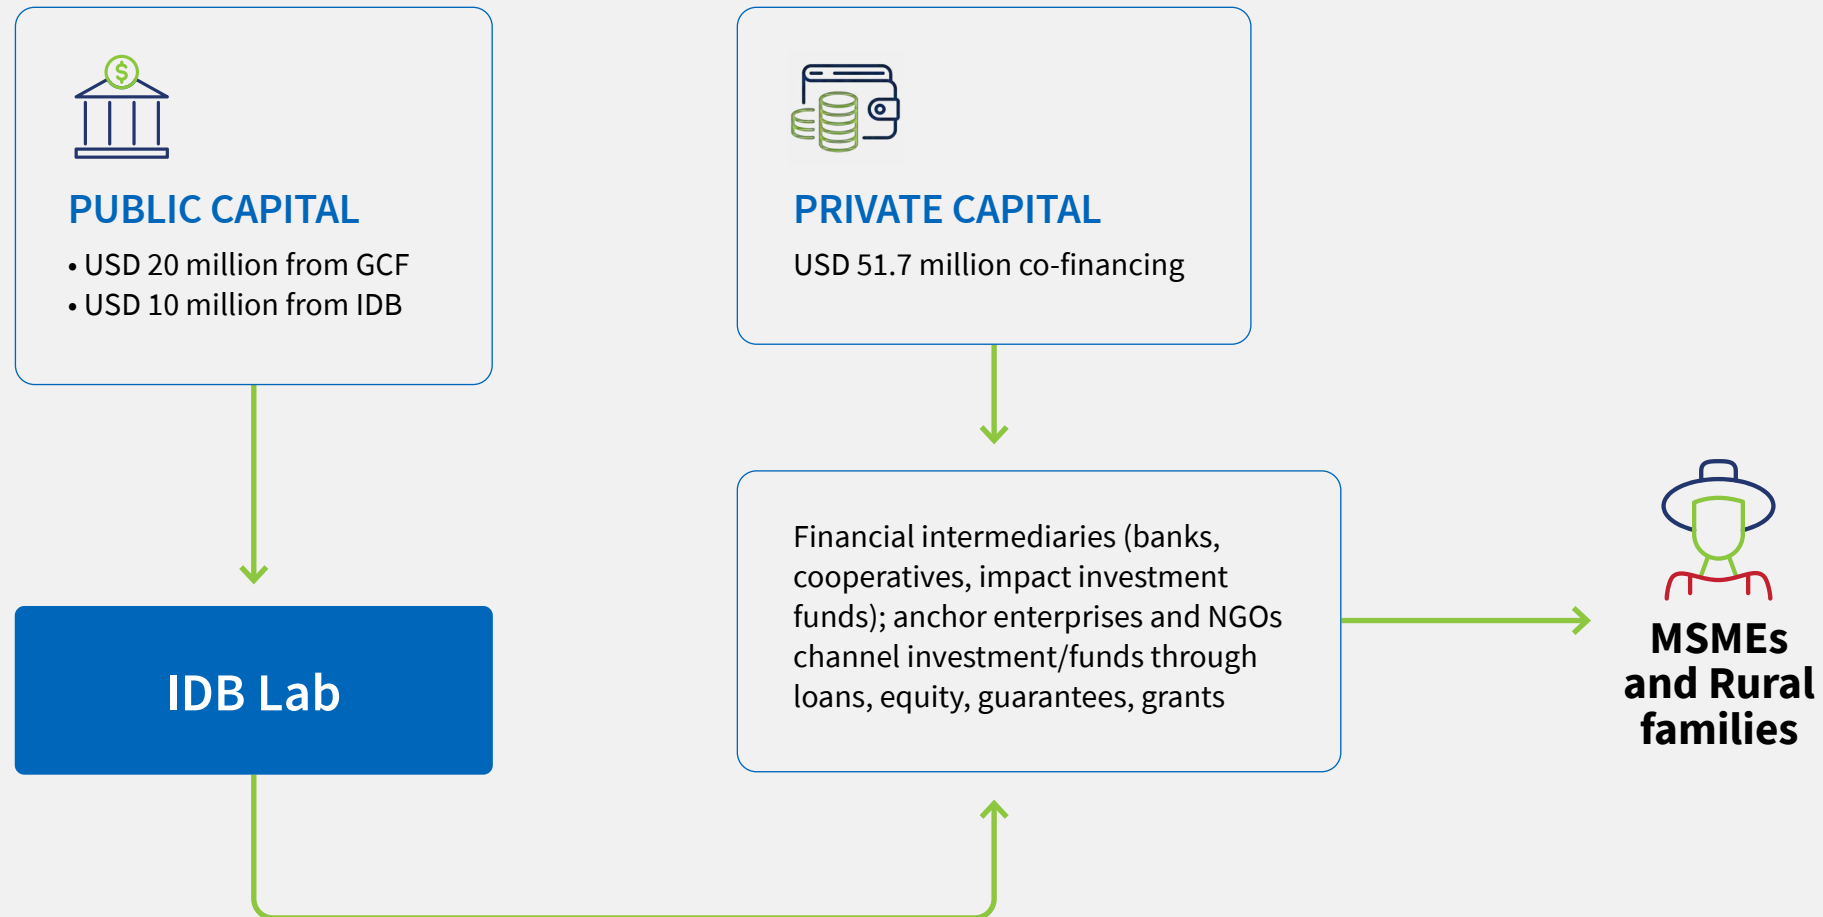 $
PUBLIC CAPITAL
• USD 20 million from GCF
• USD 10 million from IDB
PRIVATE CAPITAL
USD 51.7 million co-financing
IDB Lab
Financial intermediaries (banks,
cooperatives, impact investment
funds); anchor enterprises and NGOs
channel investment/funds through
loans, equity, guarantees, grants
MSMEs
and Rural
families